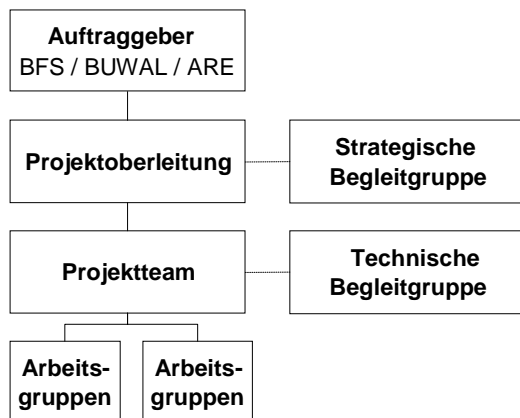 Auftraggeber
BFS / BUWAL / ARE
Projektoberleitung
Strategische
Begleitgruppe
Projektteam
Technische
Begleitgruppe
Arbeits-
gruppen
Arbeits-
gruppen